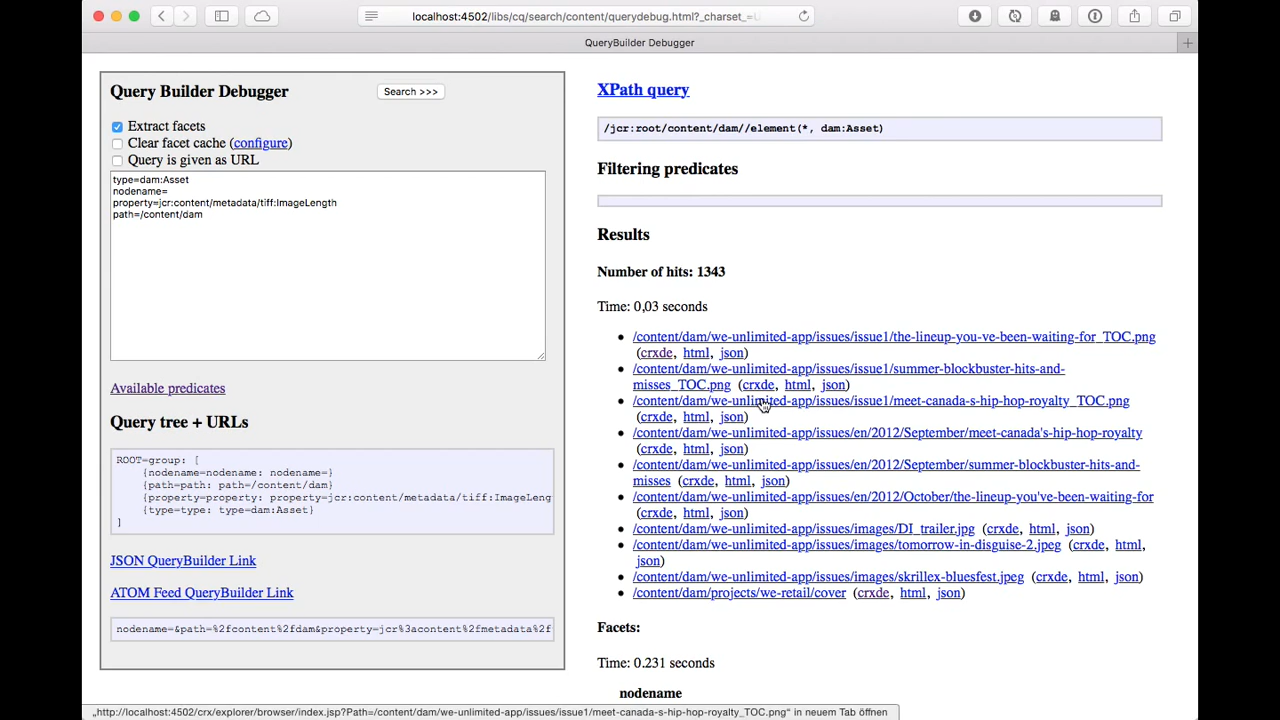 localhost:4502/libs/cq/search/content/querydebug.html?_charset_=U
QueryBuilder Debugger
Query Builder Debugger
Search >>>
Extract facets
Clear facet cache (configure)
Query is given as URL
type=dam:Asset
nodename=
property=jcr:content/metadata/tiff:ImageLength
path=/content/dam
Available predicates
Query tree + URLs
ROOT=group: [
{nodename=nodename: nodename=}
{path=path: path=/content/dam}
{property=property: property=jcr:content/metadata/tiff:ImageLeng
{type=type: type=dam:Asset}
]
JSON QueryBuilder Link
ATOM Feed QueryBuilder Link
nodename=&path=%2fcontent%2fdam&property=jcr%3acontent%2fmetadata%2f
XPath query
/jcr:root/content/dam//element(*, dam:Asset)
Filtering predicates
Results
Number of hits: 1343
Time: 0,03 seconds
/content/dam/we-unlimited-app/issues/issue1/the-lineup-you-ve-been-waiting-for_TOC.png
(crxde, html, json)
/content/dam/we-unlimited-app/issues/issue1/summer-blockbuster-hits-and-
misses_TOC.png (crxde, html, json)
/content/dam/we-unlimited-app/issues/issue1/meet-canada-s-hip-hop-royalty_TOC.png
(crxde, html, json)
/content/dam/we-unlimited-app/issues/en/2012/September/meet-canada's-hip-hop-royalty
(crxde, html, json)
/content/dam/we-unlimited-app/issues/en/2012/September/summer-blockbuster-hits-and-
misses (crxde, html, json)
/content/dam/we-unlimited-app/issues/en/2012/October/the-lineup-you've-been-waiting-for
(crxde, html, json)
/content/dam/we-unlimited-app/issues/images/DI_trailer.jpg (crxde, html, json)
/content/dam/we-unlimited-app/issues/images/tomorrow-in-disguise-2.jpeg (crxde, html,
json)
/content/dam/we-unlimited-app/issues/images/skrillex-bluesfest.jpeg (crxde, html, json)
/content/dam/projects/we-retail/cover (crxde, html, json)
Facets:
Time: 0.231 seconds
nodename
„http://localhost:4502/crx/explorer/browser/index.jsp?Path=/content/dam/we-unlimited-app/issues/issue1/meet-canada-s-hip-hop-royalty_TOC.png“ in neuem Tab öffnen